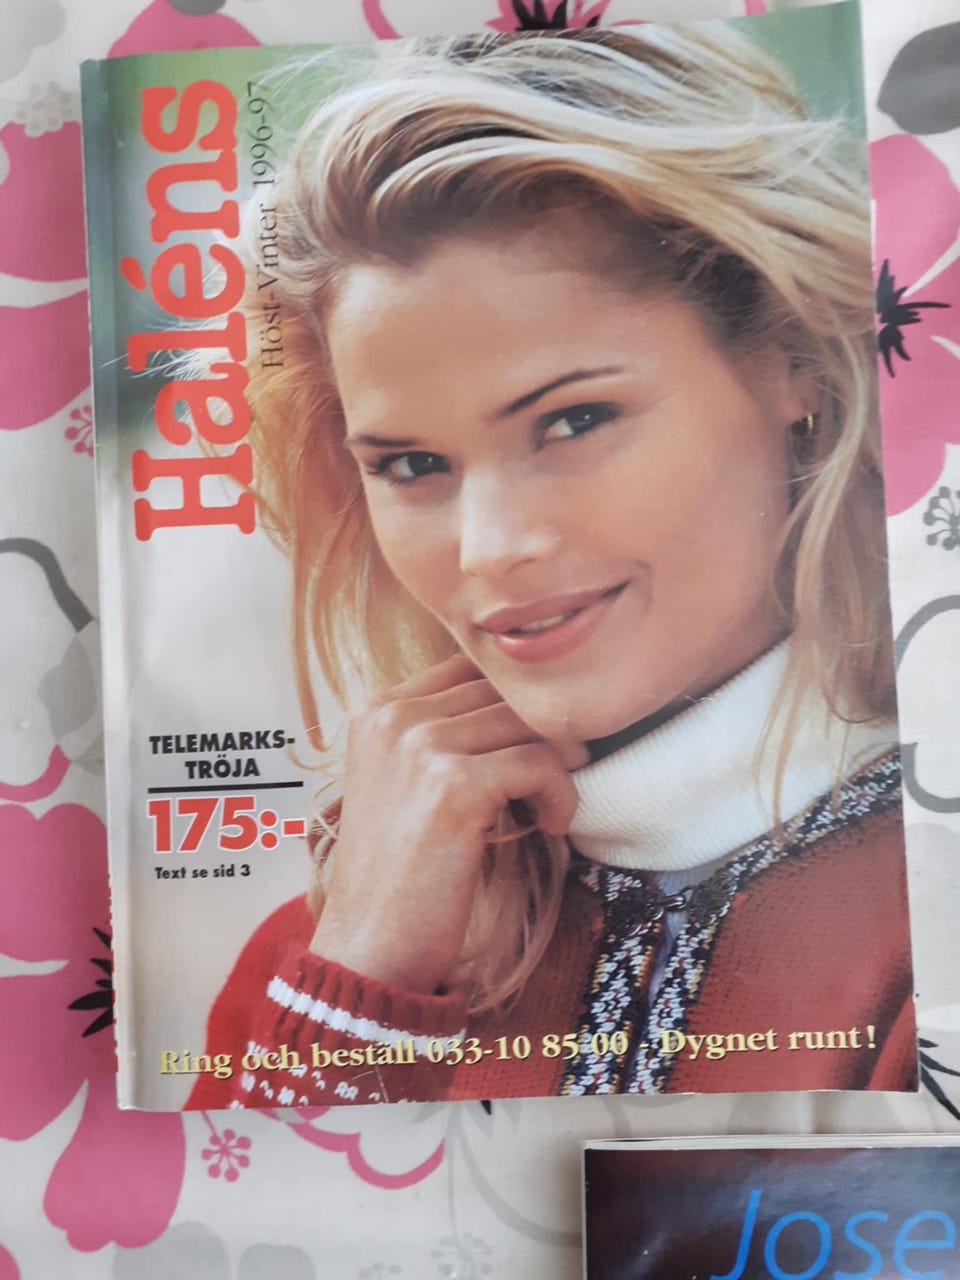 Haléns
Höst-Vinter 1996-97
TELEMARKS-
TRÖJA
175:-
Text se sid 3
Ring och beställ 033-10 85 00 - Dygnet runt!
Jose